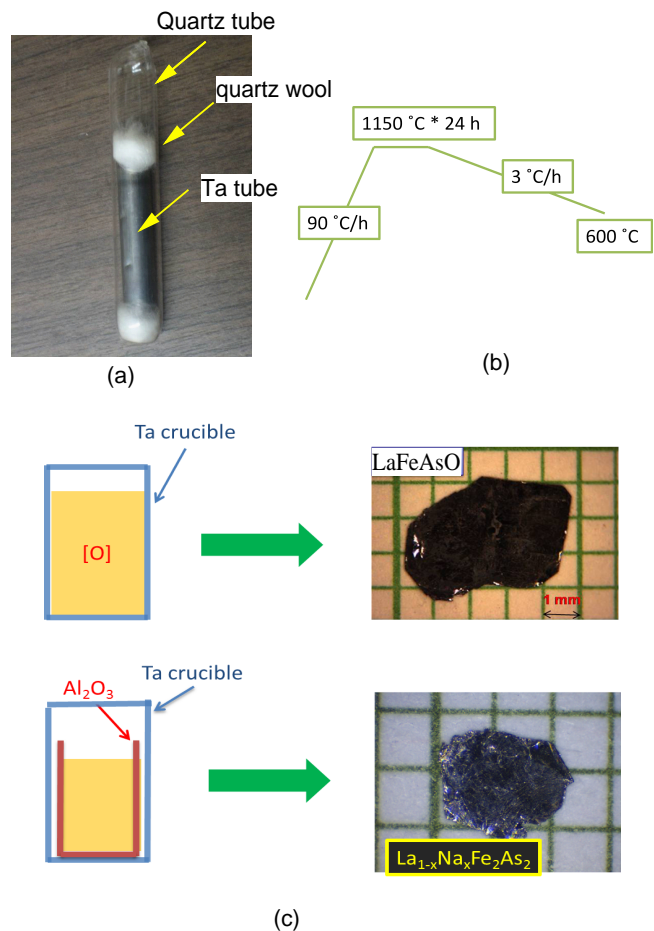 Quartz tube
quartz wool
Ta tube
(a)
1150 ˚C * 24 h
90 ˚C/h
3 ˚C/h
600 ˚C
(b)
Ta crucible
[O]
LaFeAsO
1 mm
Al₂O₃
Ta crucible
La₁₋ₓNaₓFe₂As₂
(c)